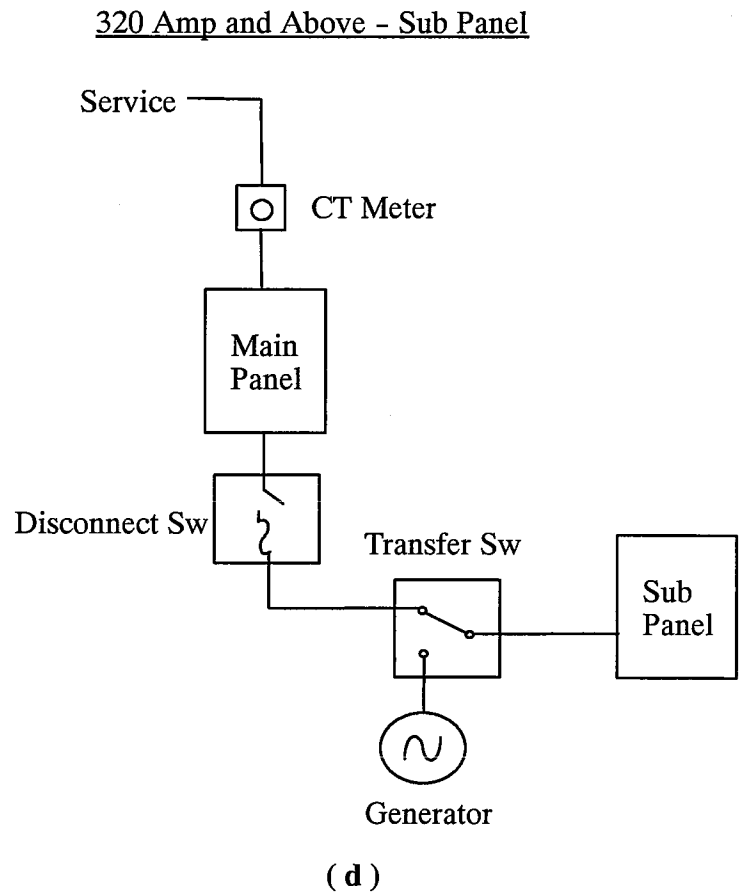 320 Amp and Above – Sub Panel
Service
CT Meter
Main
Panel
Disconnect Sw
Transfer Sw
Sub
Panel
Generator
( d )